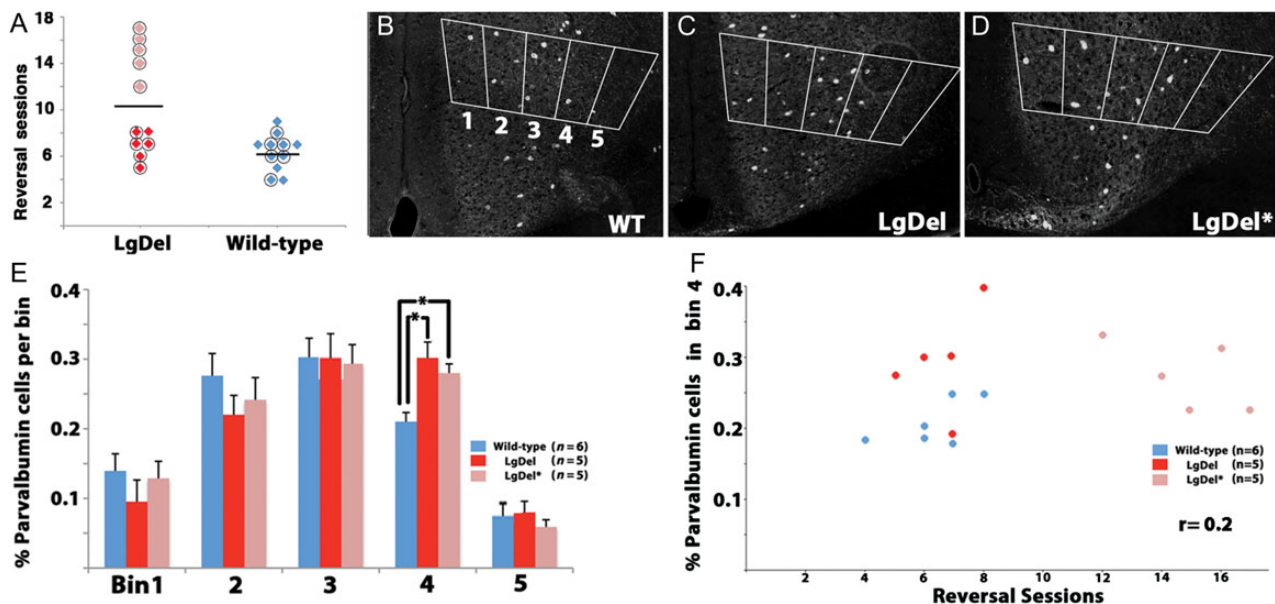 A
18
14
10
6
2
Reversal sessions
LgDel
Wild-type
B
1 2 3 4 5
WT
C
LgDel
D
LgDel*
E
0.4
0.3
0.2
0.1
% Parvalbumin cells per bin
* *
Wild-type (n=6)
LgDel (n=5)
LgDel* (n=5)
Bin1 2 3 4 5
F
0.4
0.3
0.2
0.1
% Parvalbumin cells in bin 4
Wild-type (n=6)
LgDel (n=5)
LgDel* (n=5)
r= 0.2
2 4 6 8 10 12 14 16
Reversal Sessions